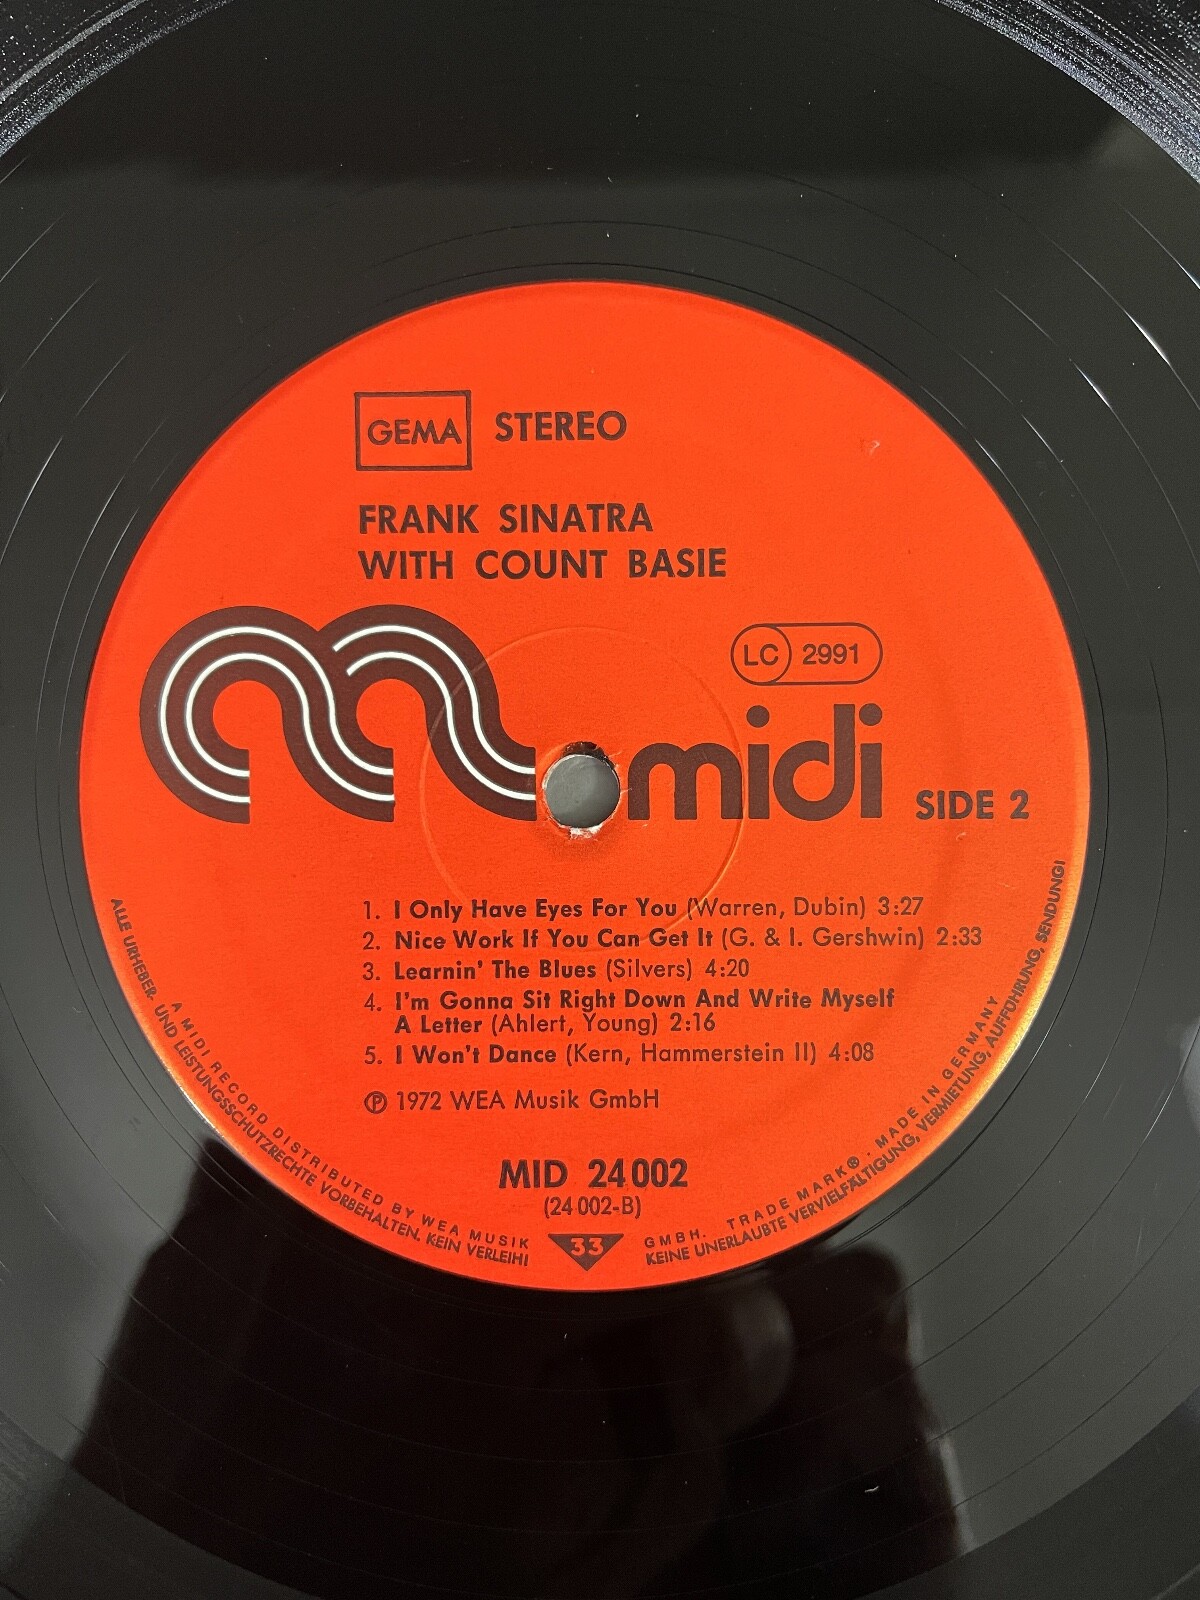 GEMA STEREO
FRANK SINATRA
WITH COUNT BASIE
LC 2991
midi SIDE 2
1. I Only Have Eyes For You (Warren, Dubin) 3:27
2. Nice Work If You Can Get It (G. & I. Gershwin) 2:33
3. Learnin' The Blues (Silvers) 4:20
4. I'm Gonna Sit Right Down And Write Myself
A Letter (Ahlert, Young) 2:16
5. I Won't Dance (Kern, Hammerstein II) 4:08
℗ 1972 WEA Musik GmbH
MID 24 002
(24 002-B)
33
A MIDI RECORD DISTRIBUTED BY WEA MUSIK GMBH. TRADE MARK®. MADE IN GERMANY
ALLE URHEBER- UND LEISTUNGSSCHUTZRECHTE VORBEHALTEN. KEIN VERLEIH! KEINE UNERLAUBTE VERVIELFÄLTIGUNG, VERMIETUNG, AUFFÜHRUNG, SENDUNG!